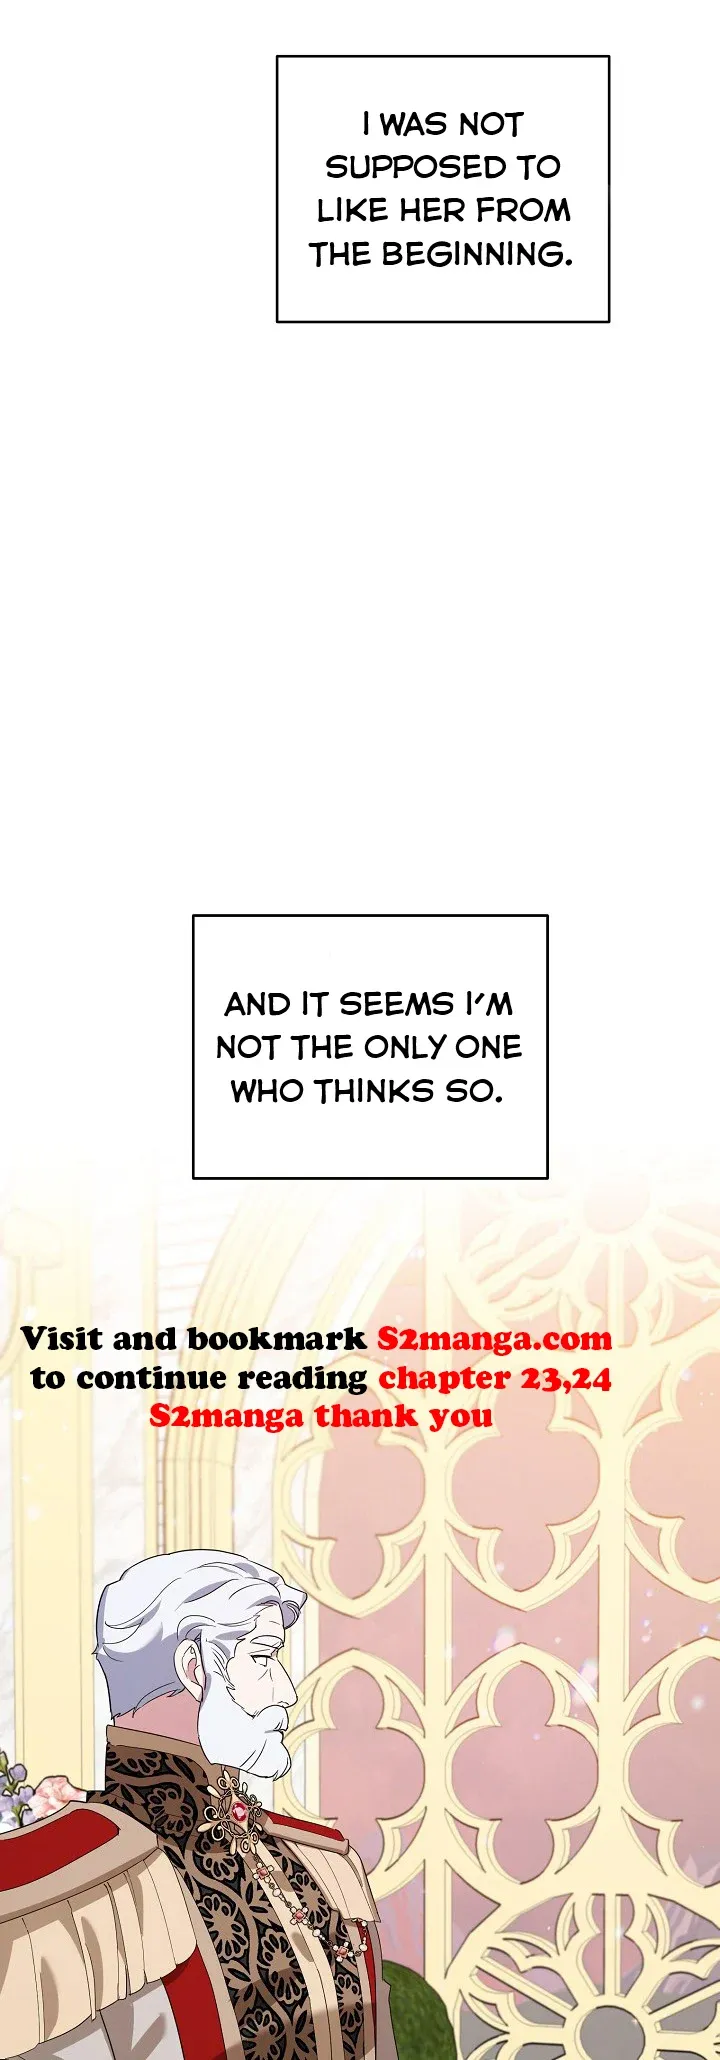 I WAS NOT
SUPPOSED TO
LIKE HER FROM
THE BEGINNING.
AND IT SEEMS I'M
NOT THE ONLY ONE
WHO THINKS SO.
Visit and bookmark S2manga.com
to continue reading chapter 23,24
S2manga thank you